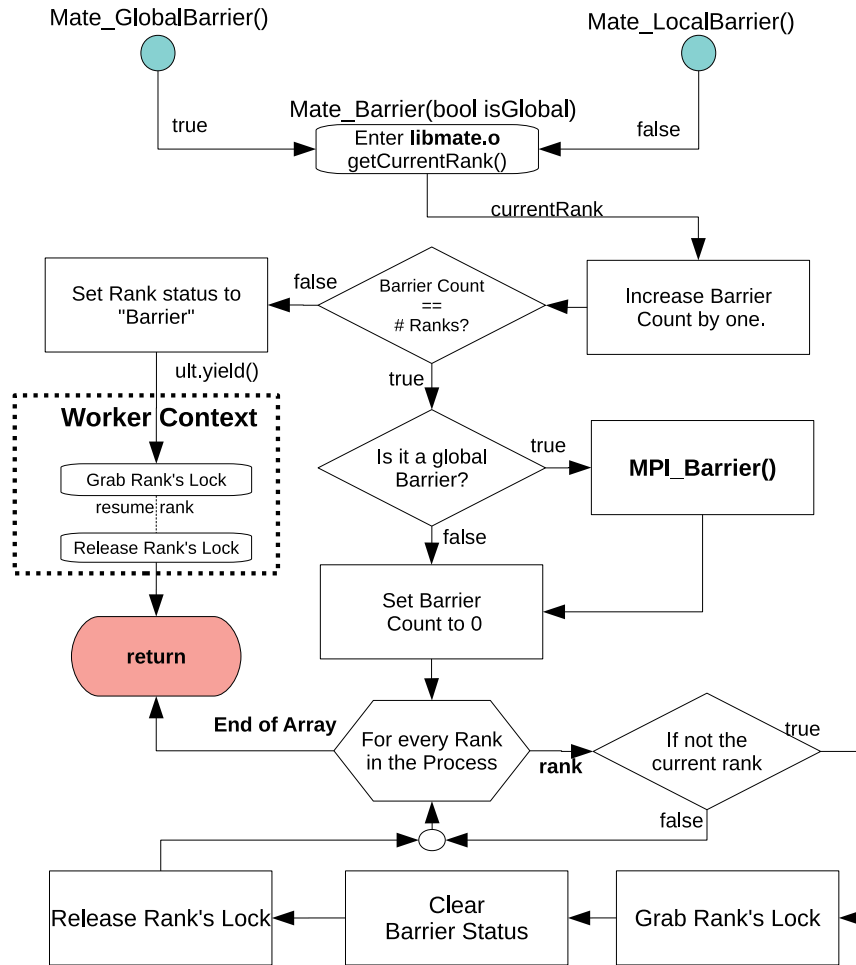 Mate_GlobalBarrier()
Mate_LocalBarrier()
Mate_Barrier(bool isGlobal)
true
false
Enter libmate.o
getCurrentRank()
currentRank
Set Rank status to
"Barrier"
false
Barrier Count
==
# Ranks?
Increase Barrier
Count by one.
ult.yield()
true
Worker Context
Grab Rank's Lock
resume rank
Release Rank's Lock
Is it a global
Barrier?
true
MPI_Barrier()
false
Set Barrier
Count to 0
return
End of Array
For every Rank
in the Process
rank
If not the
current rank
true
false
Release Rank's Lock
Clear
Barrier Status
Grab Rank's Lock